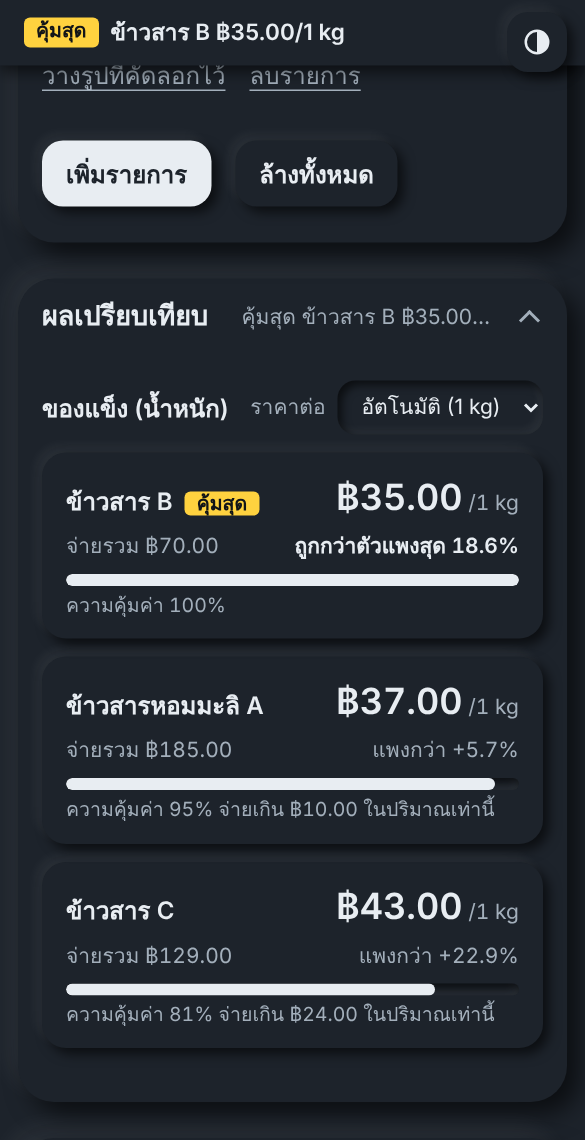 คุ้มสุด ข้าวสาร B ฿35.00/1 kg
วางรูปที่คัดลอกไว้ ลบรายการ
เพิ่มรายการ ล้างทั้งหมด
ผลเปรียบเทียบ คุ้มสุด ข้าวสาร B ฿35.00...
ของแข็ง (น้ำหนัก) ราคาต่อ อัตโนมัติ (1 kg)
ข้าวสาร B คุ้มสุด ฿35.00 /1 kg
จ่ายรวม ฿70.00 ถูกกว่าตัวแพงสุด 18.6%
ความคุ้มค่า 100%
ข้าวสารหอมมะลิ A ฿37.00 /1 kg
จ่ายรวม ฿185.00 แพงกว่า +5.7%
ความคุ้มค่า 95% จ่ายเกิน ฿10.00 ในปริมาณเท่านี้
ข้าวสาร C ฿43.00 /1 kg
จ่ายรวม ฿129.00 แพงกว่า +22.9%
ความคุ้มค่า 81% จ่ายเกิน ฿24.00 ในปริมาณเท่านี้